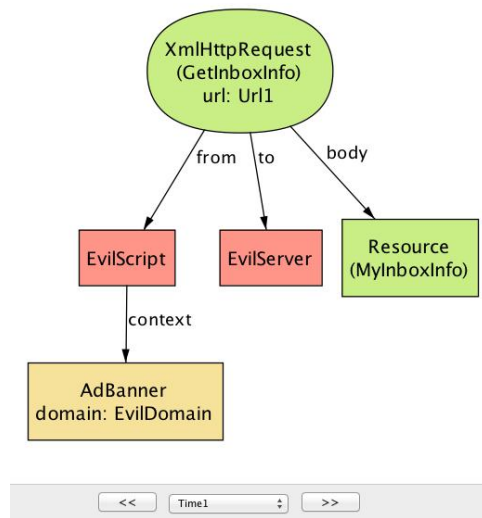 XmlHttpRequest
(GetInboxInfo)
url: Url1
from
to
body
EvilScript
EvilServer
Resource
(MyInboxInfo)
context
AdBanner
domain: EvilDomain
<<
Time1
>>